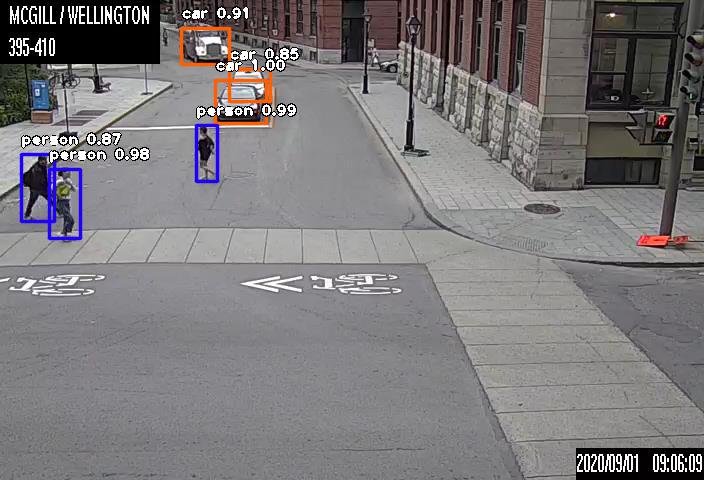 MCGILL / WELLINGTON
395-410
car 0.91
car 0.85
car 1.00
person 0.99
person 0.87
person 0.98
2020/09/01 09:06:09